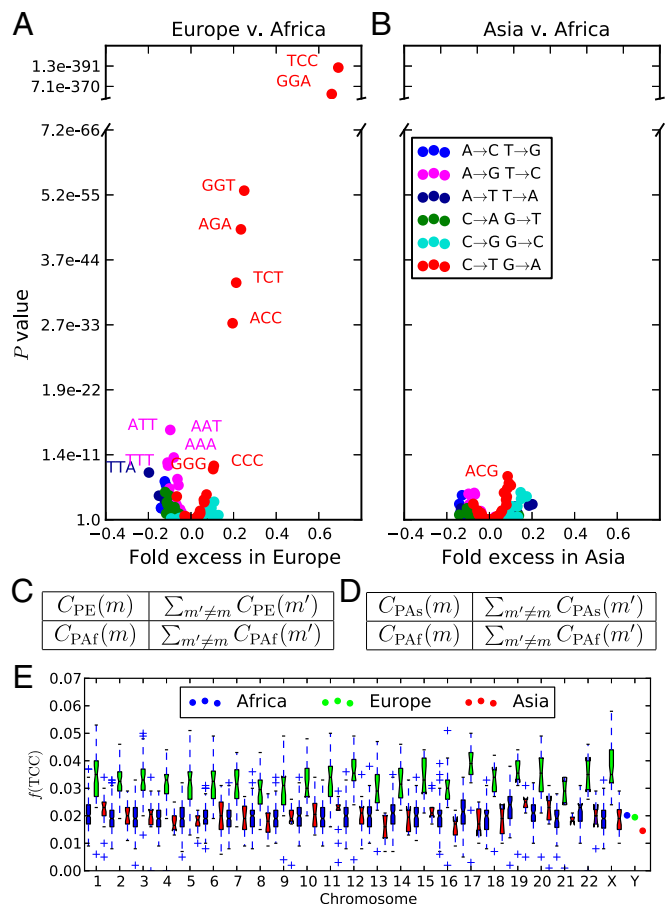 A Europe v. Africa
B Asia v. Africa
1.3e-391
7.1e-370
7.2e-66
5.2e-55
3.7e-44
2.7e-33
1.9e-22
1.4e-11
1.0
P value
TCC
GGA
GGT
AGA
TCT
ACC
ATT
AAT
AAA
TTT
TTA
GGG
CCC
−0.4 −0.2 0.0 0.2 0.4 0.6
Fold excess in Europe
A→C T→G
A→G T→C
A→T T→A
C→A G→T
C→G G→C
C→T G→A
ACG
−0.4 −0.2 0.0 0.2 0.4 0.6
Fold excess in Asia
C
C_PE(m) ∑_{m′≠m} C_PE(m′)
C_PAf(m) ∑_{m′≠m} C_PAf(m′)
D
C_PAs(m) ∑_{m′≠m} C_PAs(m′)
C_PAf(m) ∑_{m′≠m} C_PAf(m′)
E
Africa Europe Asia
0.07
0.06
0.05
0.04
0.03
0.02
0.01
0.00
f(TCC)
1 2 3 4 5 6 7 8 9 10 11 12 13 14 15 16 17 18 19 20 21 22 X Y
Chromosome